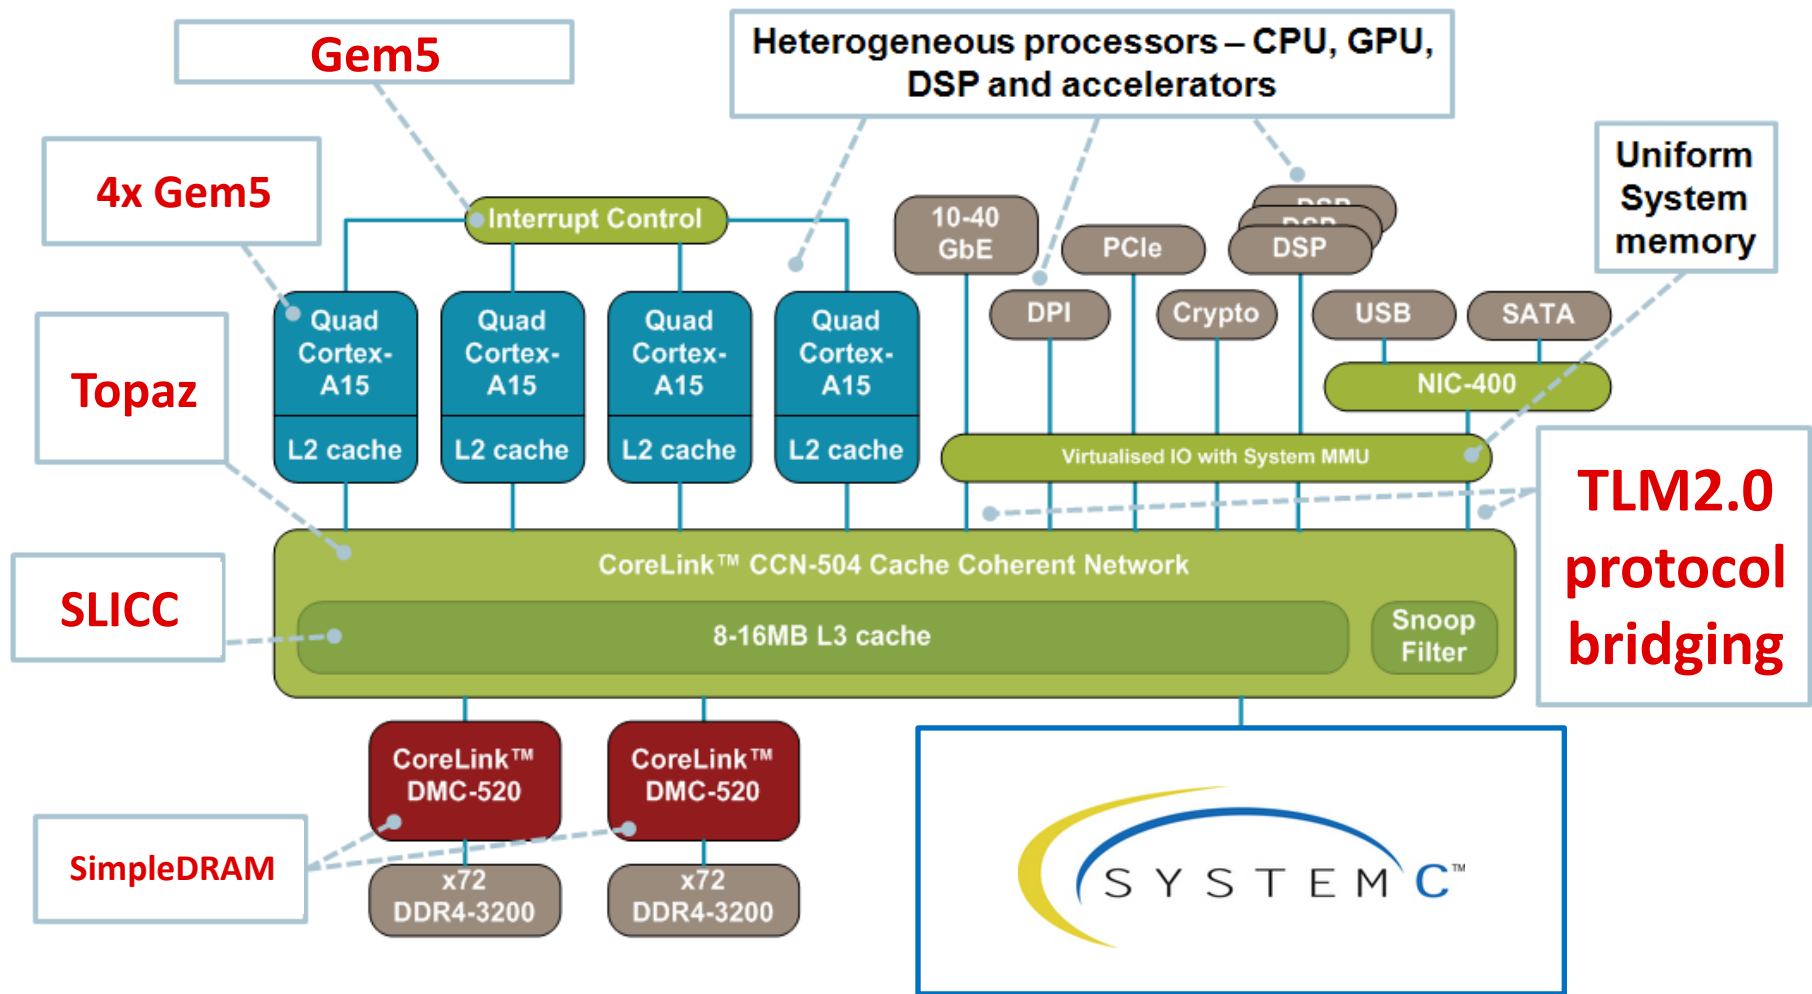 Gem5
Heterogeneous processors – CPU, GPU,
DSP and accelerators
Uniform
System
memory
4x Gem5
Interrupt Control
10-40
GbE
PCIe
DSP
DSP
DSP
DPI
Crypto
USB
SATA
NIC-400
Quad
Cortex-
A15
L2 cache
Quad
Cortex-
A15
L2 cache
Quad
Cortex-
A15
L2 cache
Quad
Cortex-
A15
L2 cache
Topaz
Virtualised IO with System MMU
TLM2.0
protocol
bridging
CoreLink™ CCN-504 Cache Coherent Network
SLICC
8-16MB L3 cache
Snoop
Filter
CoreLink™
DMC-520
CoreLink™
DMC-520
SimpleDRAM
x72
DDR4-3200
x72
DDR4-3200
SYSTEM C™